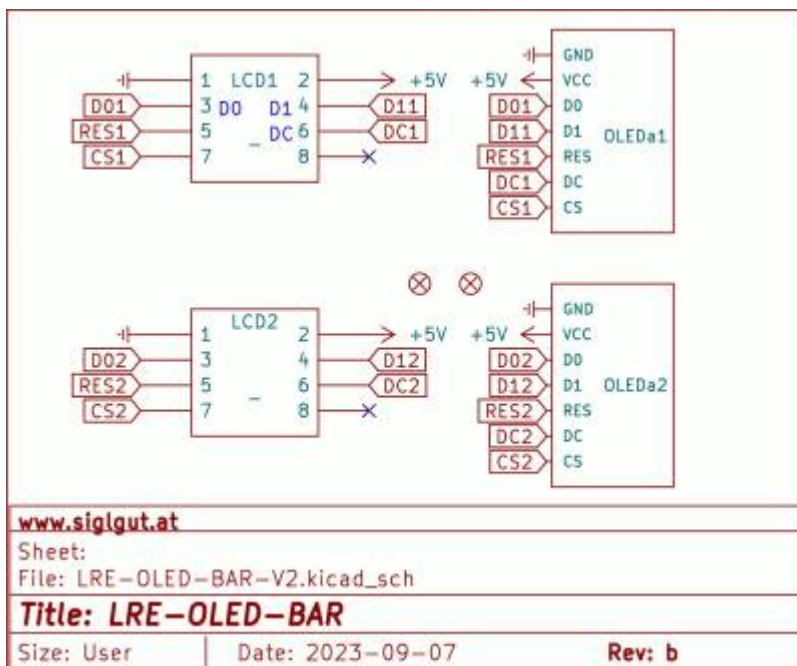 GND
1 LCD1 2 +5V +5V VCC
D01 3 D0 D1 4 D11 D01 D0
RES1 5 DC 6 DC1 D11 D1 OLEDa1
CS1 7 _ 8 RES1 RES
DC1 DC
CS1 CS
GND
1 LCD2 2 +5V +5V VCC
D02 3 4 D12 D02 D0
RES2 5 6 DC2 D12 D1 OLEDa2
CS2 7 _ 8 RES2 RES
DC2 DC
CS2 CS
www.siglgut.at
Sheet:
File: LRE-OLED-BAR-V2.kicad_sch
Title: LRE-OLED-BAR
Size: User Date: 2023-09-07 Rev: b